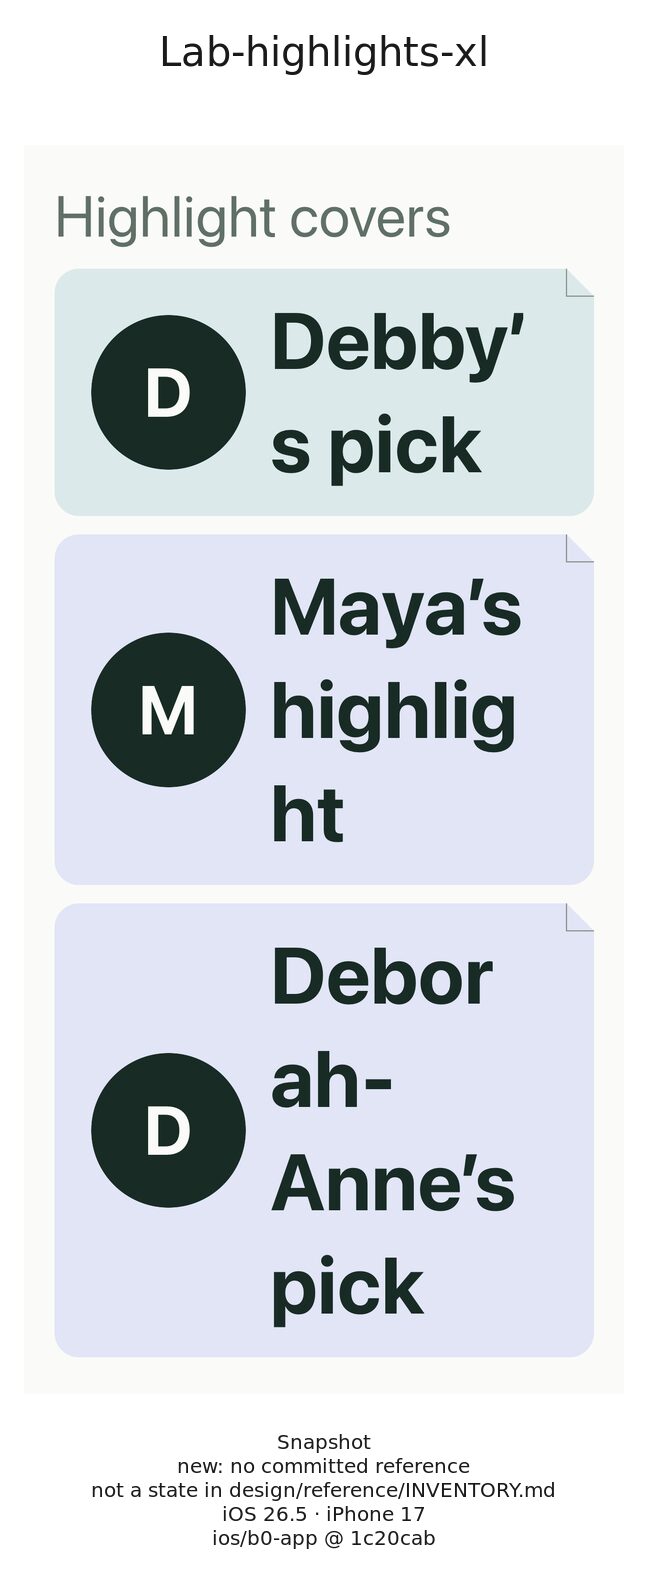 Lab-highlights-xl
Highlight covers
D
Debby’
s pick
M
Maya’s
highlig
ht
D
Debor
ah-
Anne’s
pick
Snapshot
new: no committed reference
not a state in design/reference/INVENTORY.md
iOS 26.5 · iPhone 17
ios/b0-app @ 1c20cab